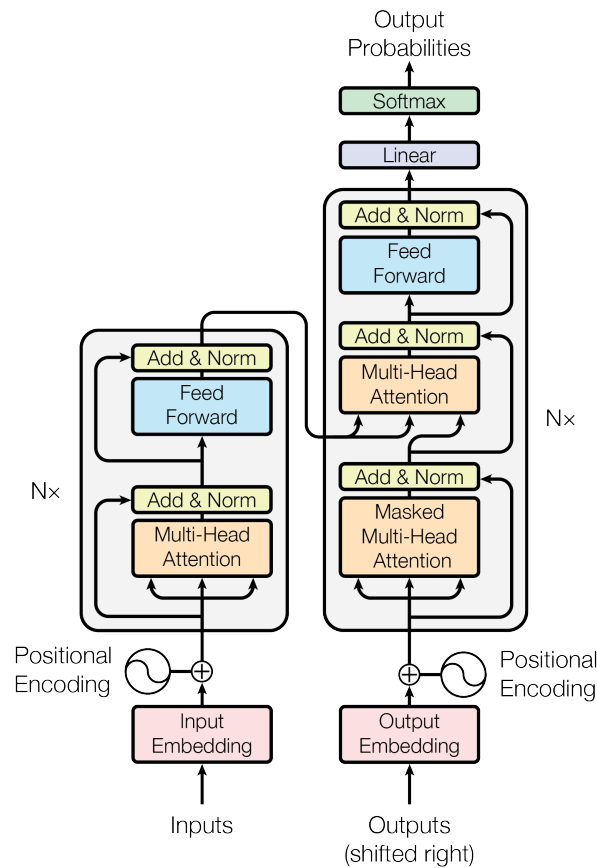 Output
Probabilities
Softmax
Linear
Add & Norm
Feed
Forward
Add & Norm
Multi-Head
Attention
Add & Norm
Masked
Multi-Head
Attention
N×
Add & Norm
Feed
Forward
Add & Norm
Multi-Head
Attention
N×
Positional
Encoding
Positional
Encoding
Input
Embedding
Output
Embedding
Inputs
Outputs
(shifted right)